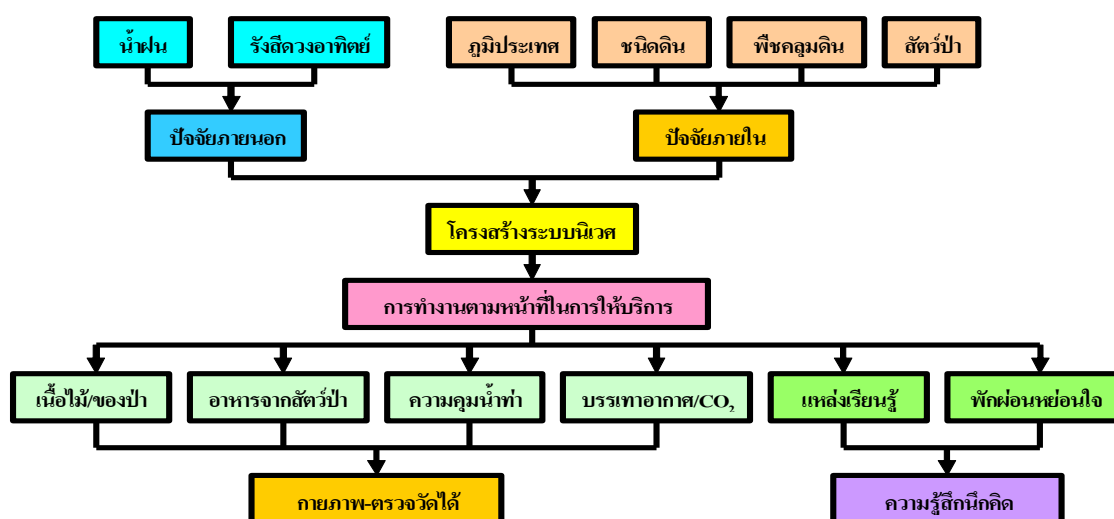 น้ำฝน
รังสีดวงอาทิตย์
ภูมิประเทศ
ชนิดดิน
พืชคลุมดิน
สัตว์ป่า
ปัจจัยภายนอก
ปัจจัยภายใน
โครงสร้างระบบนิเวศ
การทำงานตามหน้าที่ในการให้บริการ
เนื้อไม้/ของป่า
อาหารจากสัตว์ป่า
ความคุมน้ำท่า
บรรเทาอากาศ/CO₂
แหล่งเรียนรู้
พักผ่อนหย่อนใจ
กายภาพ-ตรวจวัดได้
ความรู้สึกนึกคิด